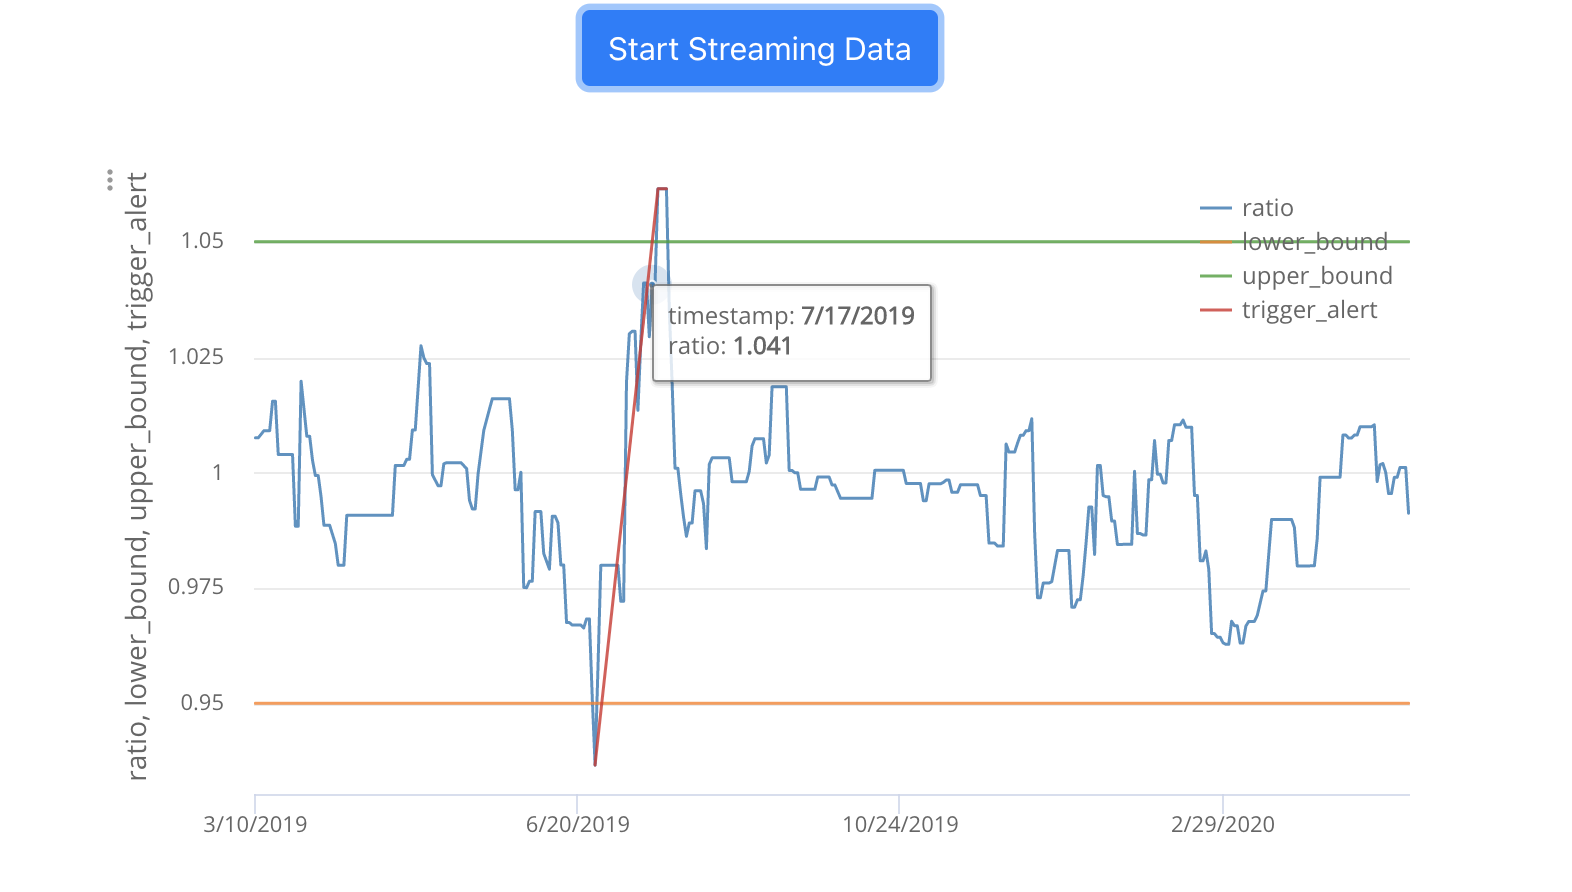 Start Streaming Data
ratio, lower_bound, upper_bound, trigger_alert
1.05
1.025
1
0.975
0.95
ratio
lower_bound
upper_bound
trigger_alert
timestamp: 7/17/2019
ratio: 1.041
3/10/2019
6/20/2019
10/24/2019
2/29/2020